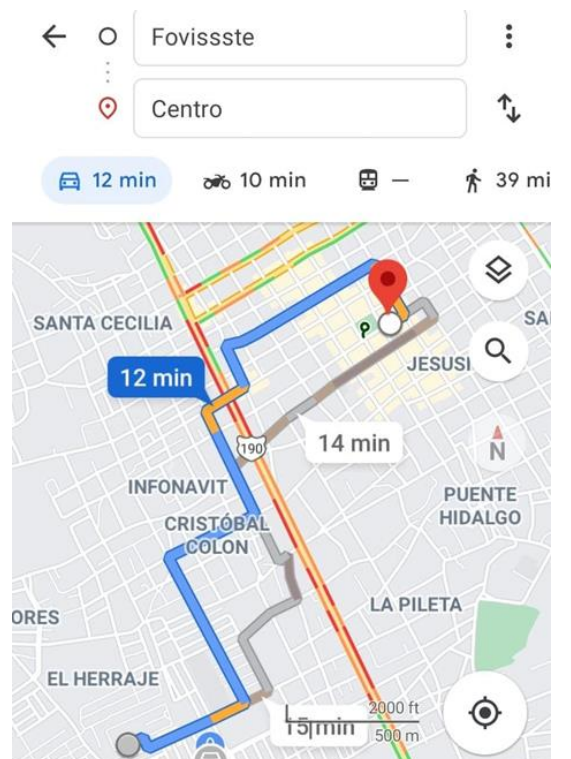 Fovissste
Centro
12 min
10 min
—
39 mi
SANTA CECILIA
SA
JESUSI
12 min
190
14 min
N
INFONAVIT
PUENTE
HIDALGO
CRISTÓBAL
COLON
ORES
LA PILETA
EL HERRAJE
2000 ft
15 min
500 m